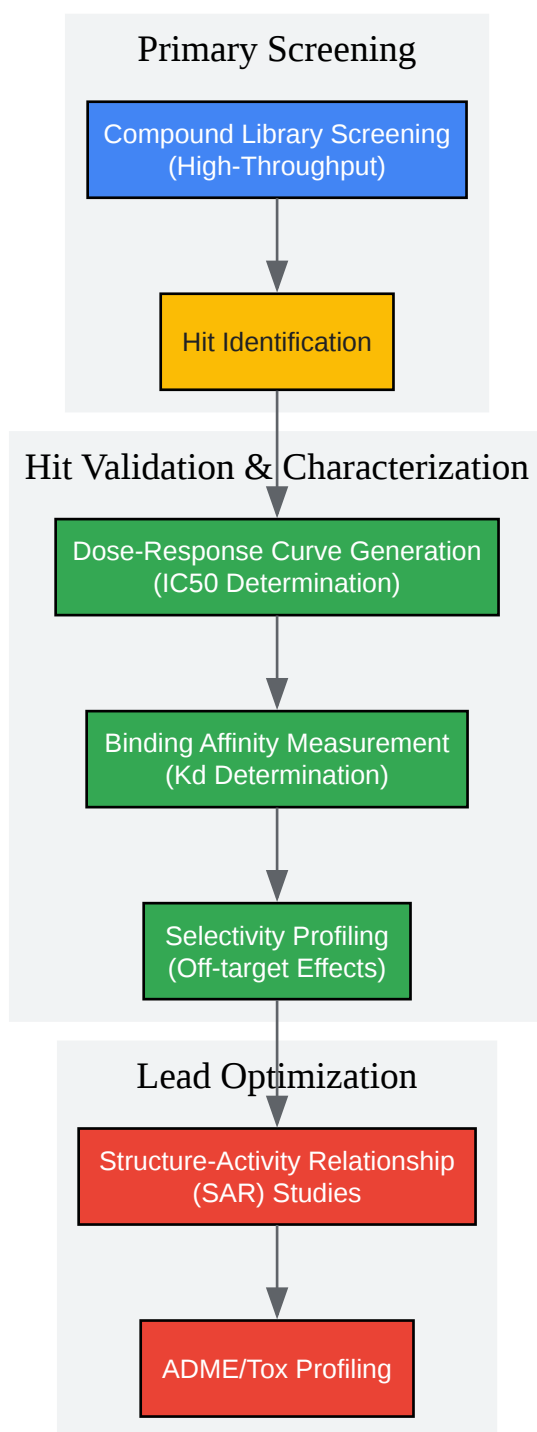 Primary Screening
Compound Library Screening
(High-Throughput)
Hit Identification
Hit Validation & Characterization
Dose-Response Curve Generation
(IC50 Determination)
Binding Affinity Measurement
(Kd Determination)
Selectivity Profiling
(Off-target Effects)
Lead Optimization
Structure-Activity Relationship
(SAR) Studies
ADME/Tox Profiling